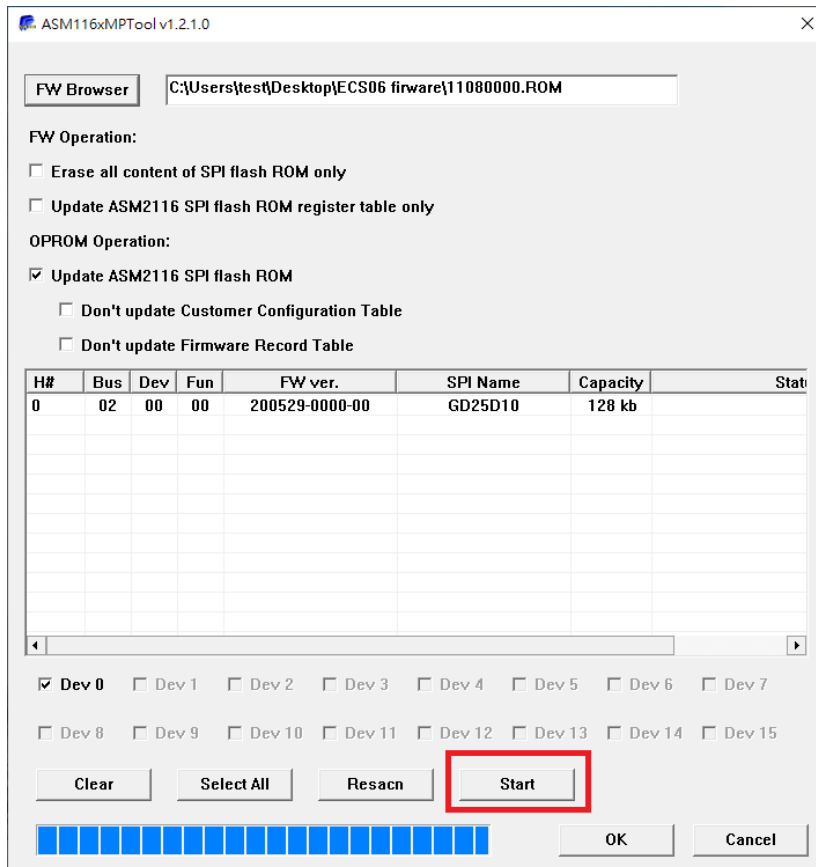 ASM116xMPTool v1.2.1.0
FW Browser C:\Users\test\Desktop\ECS06 firware\11080000.ROM
FW Operation:
Erase all content of SPI flash ROM only
Update ASM2116 SPI flash ROM register table only
OPROM Operation:
Update ASM2116 SPI flash ROM
Don't update Customer Configuration Table
Don't update Firmware Record Table
H# Bus Dev Fun FW ver. SPI Name Capacity Statu
0 02 00 00 200529-0000-00 GD25D10 128 kb
Dev 0 Dev 1 Dev 2 Dev 3 Dev 4 Dev 5 Dev 6 Dev 7
Dev 8 Dev 9 Dev 10 Dev 11 Dev 12 Dev 13 Dev 14 Dev 15
Clear Select All Resacn Start
OK Cancel